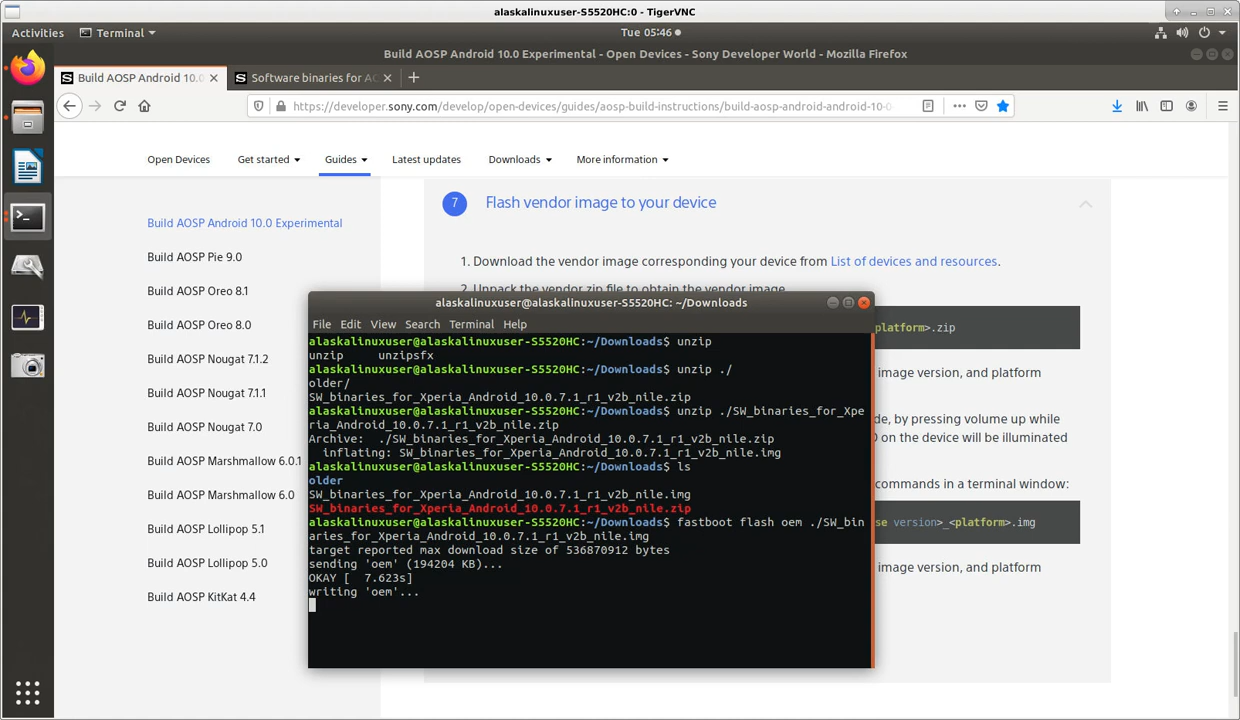 alaskalinuxuser-S5520HC:0 - TigerVNC
Activities
Terminal
Tue 05:46
Build AOSP Android 10.0 Experimental - Open Devices - Sony Developer World - Mozilla Firefox
Build AOSP Android 10.0
Software binaries for AO
https://developer.sony.com/develop/open-devices/guides/aosp-build-instructions/build-aosp-android-android-10-0-
Open Devices
Get started
Guides
Latest updates
Downloads
More information
Build AOSP Android 10.0 Experimental
Build AOSP Pie 9.0
Build AOSP Oreo 8.1
Build AOSP Oreo 8.0
Build AOSP Nougat 7.1.2
Build AOSP Nougat 7.1.1
Build AOSP Nougat 7.0
Build AOSP Marshmallow 6.0.1
Build AOSP Marshmallow 6.0
Build AOSP Lollipop 5.1
Build AOSP Lollipop 5.0
Build AOSP KitKat 4.4
7 Flash vendor image to your device
1. Download the vendor image corresponding your device from List of devices and resources.
2. Unpack the vendor zip file to obtain the vendor image.
platform>.zip
image version, and platform
de, by pressing volume up while
D on the device will be illuminated
commands in a terminal window:
se version>_<platform>.img
image version, and platform
alaskalinuxuser@alaskalinuxuser-S5520HC: ~/Downloads
File Edit View Search Terminal Help
alaskalinuxuser@alaskalinuxuser-S5520HC:~/Downloads$ unzip
unzip unzipsfx
alaskalinuxuser@alaskalinuxuser-S5520HC:~/Downloads$ unzip ./
older/
SW_binaries_for_Xperia_Android_10.0.7.1_r1_v2b_nile.zip
alaskalinuxuser@alaskalinuxuser-S5520HC:~/Downloads$ unzip ./SW_binaries_for_Xpe
ria_Android_10.0.7.1_r1_v2b_nile.zip
Archive: ./SW_binaries_for_Xperia_Android_10.0.7.1_r1_v2b_nile.zip
inflating: SW_binaries_for_Xperia_Android_10.0.7.1_r1_v2b_nile.img
alaskalinuxuser@alaskalinuxuser-S5520HC:~/Downloads$ ls
older
SW_binaries_for_Xperia_Android_10.0.7.1_r1_v2b_nile.img
SW_binaries_for_Xperia_Android_10.0.7.1_r1_v2b_nile.zip
alaskalinuxuser@alaskalinuxuser-S5520HC:~/Downloads$ fastboot flash oem ./SW_bin
aries_for_Xperia_Android_10.0.7.1_r1_v2b_nile.img
target reported max download size of 536870912 bytes
sending 'oem' (194204 KB)...
OKAY [ 7.623s]
writing 'oem'...